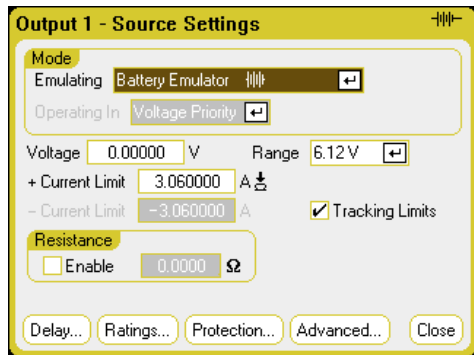 Output 1 - Source Settings
Mode
Emulating Battery Emulator
Operating In Voltage Priority
Voltage 0.00000 V Range 6.12 V
+ Current Limit 3.060000 A
- Current Limit -3.060000 A Tracking Limits
Resistance
Enable 0.0000 Ω
Delay... Ratings... Protection... Advanced... Close